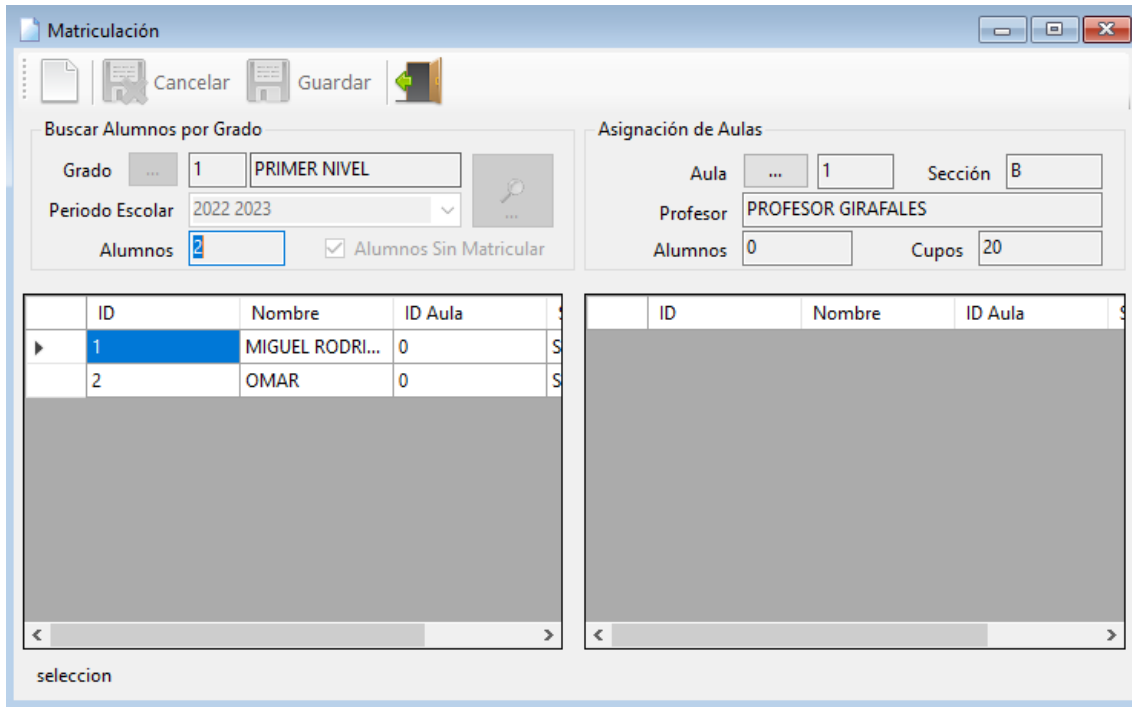 Matriculación
Cancelar Guardar
Buscar Alumnos por Grado
Grado ... 1 PRIMER NIVEL
...
Periodo Escolar 2022 2023
Alumnos 2 Alumnos Sin Matricular
Asignación de Aulas
Aula ... 1 Sección B
Profesor PROFESOR GIRAFALES
Alumnos 0 Cupos 20
ID Nombre ID Aula
1 MIGUEL RODRI... 0 S
2 OMAR 0 S
ID Nombre ID Aula
seleccion